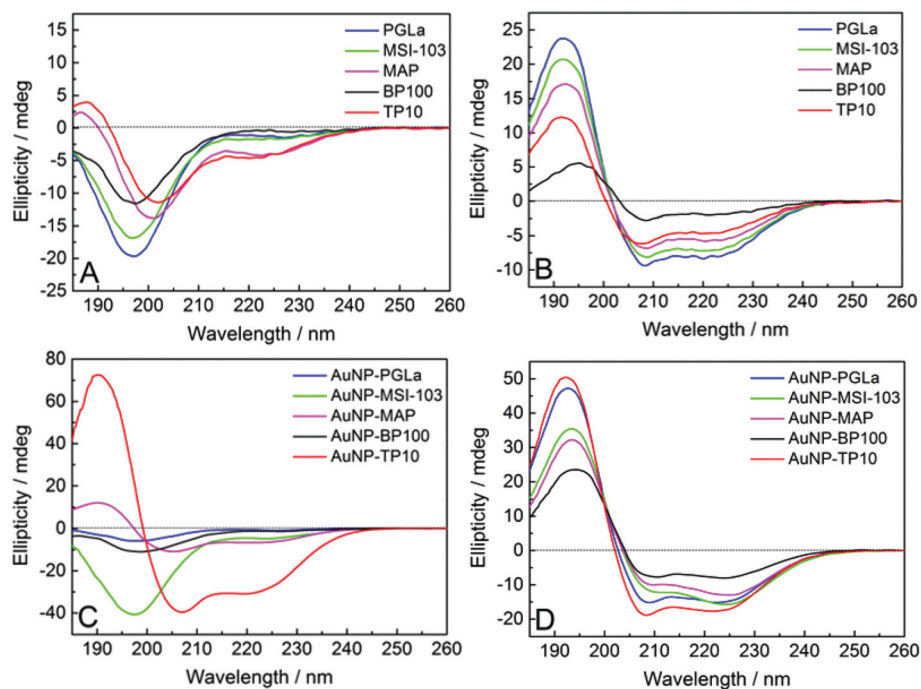 15
10
5
0
-5
-10
-15
-20
-25
Ellipticity / mdeg
PGLa
MSI-103
MAP
BP100
TP10
A
190 200 210 220 230 240 250 260
Wavelength / nm
25
20
15
10
5
0
-5
-10
Ellipticity / mdeg
PGLa
MSI-103
MAP
BP100
TP10
B
190 200 210 220 230 240 250 260
Wavelength / nm
80
60
40
20
0
-20
-40
-60
Ellipticity / mdeg
AuNP-PGLa
AuNP-MSI-103
AuNP-MAP
AuNP-BP100
AuNP-TP10
C
190 200 210 220 230 240 250 260
Wavelength / nm
50
40
30
20
10
0
-10
-20
Ellipticity / mdeg
AuNP-PGLa
AuNP-MSI-103
AuNP-MAP
AuNP-BP100
AuNP-TP10
D
190 200 210 220 230 240 250 260
Wavelength / nm